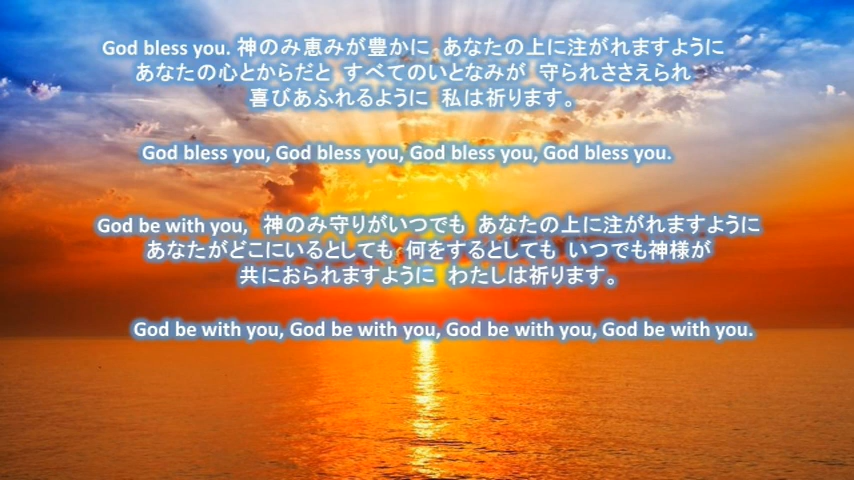 God bless you. 神のみ恵みが豊かに　あなたの上に注がれますように
あなたの心とからだと　すべてのいとなみが　守られささえられ
喜びあふれるように　私は祈ります。
God bless you, God bless you, God bless you, God bless you.
God be with you,　神のみ守りがいつでも　あなたの上に注がれますように
あなたがどこにいるとしても　何をするとしても　いつでも神様が
共におられますように　わたしは祈ります。
God be with you, God be with you, God be with you, God be with you.